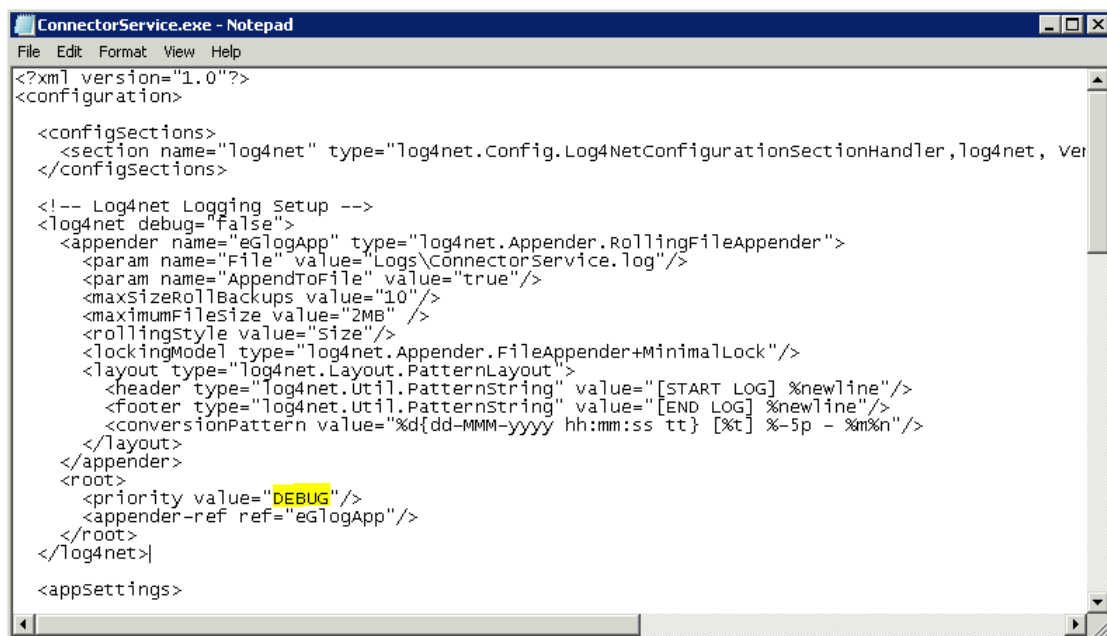 ConnectorService.exe - Notepad
File Edit Format View Help
<?xml version="1.0"?>
<configuration>
<configSections>
<section name="log4net" type="log4net.Config.Log4NetConfigurationSectionHandler,log4net, Ver
</configSections>
<!-- Log4net Logging Setup -->
<log4net debug="false">
<appender name="eGlogApp" type="log4net.Appender.RollingFileAppender">
<param name="File" value="Logs\ConnectorService.log"/>
<param name="AppendToFile" value="true"/>
<maxSizeRollBackups value="10"/>
<maximumFileSize value="2MB" />
<rollingStyle value="Size"/>
<lockingModel type="log4net.Appender.FileAppender+MinimalLock"/>
<layout type="log4net.Layout.PatternLayout">
<header type="log4net.Util.PatternString" value="[START LOG] %newline"/>
<footer type="log4net.Util.PatternString" value="[END LOG] %newline"/>
<conversionPattern value="%d{dd-MMM-yyyy hh:mm:ss tt} [%t] %-5p - %m%n"/>
</layout>
</appender>
<root>
<priority value="DEBUG"/>
<appender-ref ref="eGlogApp"/>
</root>
</log4net>
<appSettings>